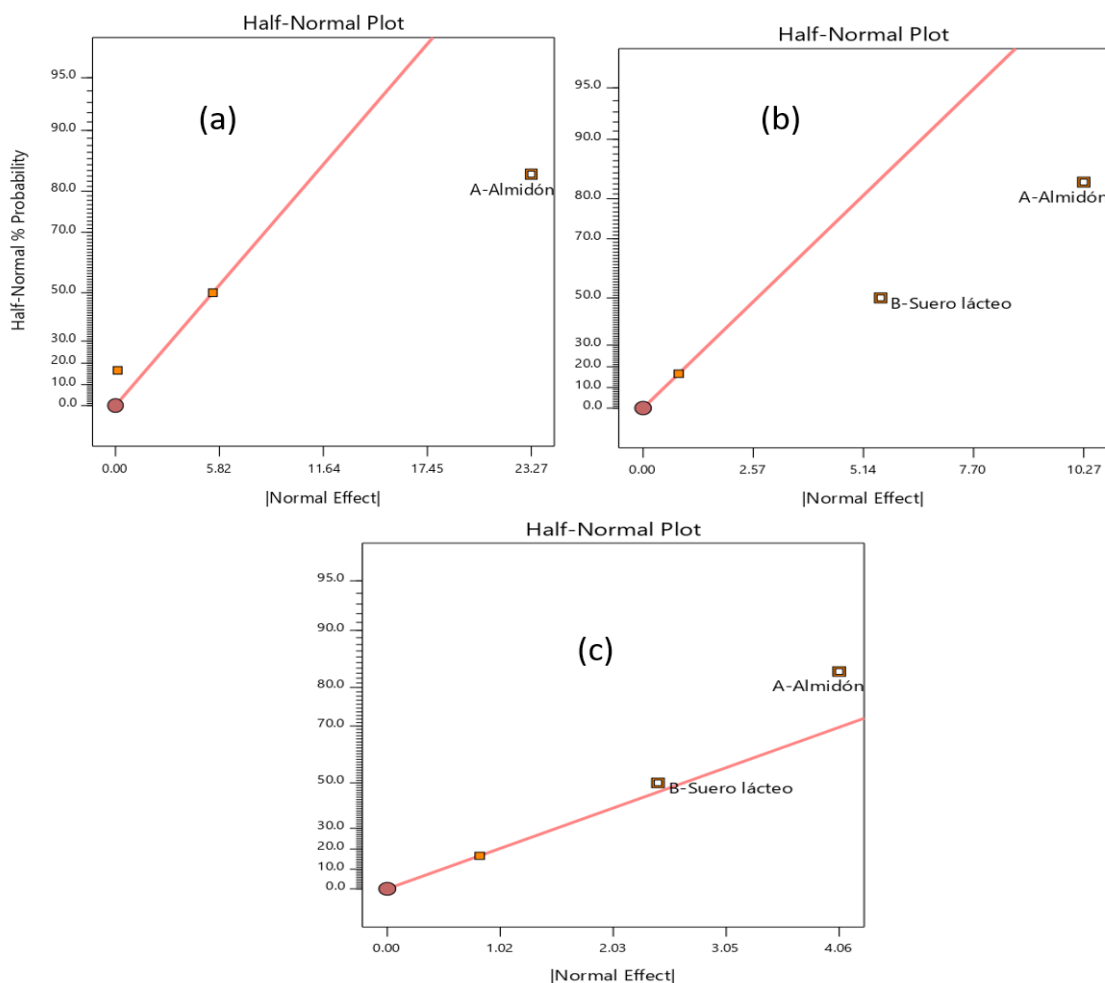 Half-Normal Plot
(a)
Half-Normal % Probability
95.0
90.0
80.0
70.0
50.0
30.0
20.0
10.0
0.0
A-Almidón
0.00 5.82 11.64 17.45 23.27
|Normal Effect|
Half-Normal Plot
(b)
95.0
90.0
80.0
70.0
50.0
30.0
20.0
10.0
0.0
A-Almidón
B-Suero lácteo
0.00 2.57 5.14 7.70 10.27
|Normal Effect|
Half-Normal Plot
(c)
95.0
90.0
80.0
70.0
50.0
30.0
20.0
10.0
0.0
A-Almidón
B-Suero lácteo
0.00 1.02 2.03 3.05 4.06
|Normal Effect|